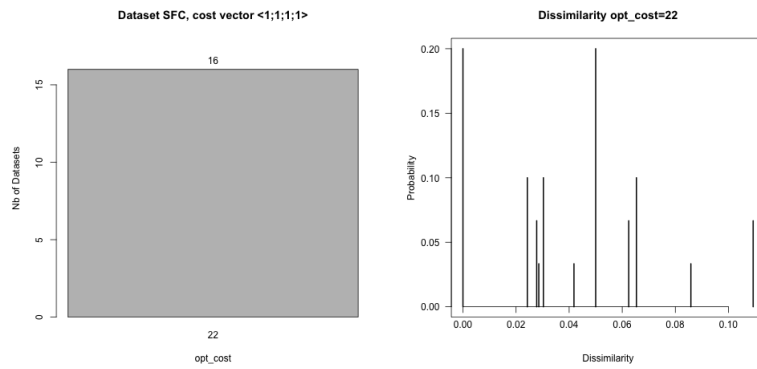 Dataset SFC, cost vector <1;1;1;1>
16
15
10
5
0
Nb of Datasets
22
opt_cost
Dissimilarity opt_cost=22
0.20
0.15
0.10
0.05
0.00
Probability
0.00 0.02 0.04 0.06 0.08 0.10
Dissimilarity